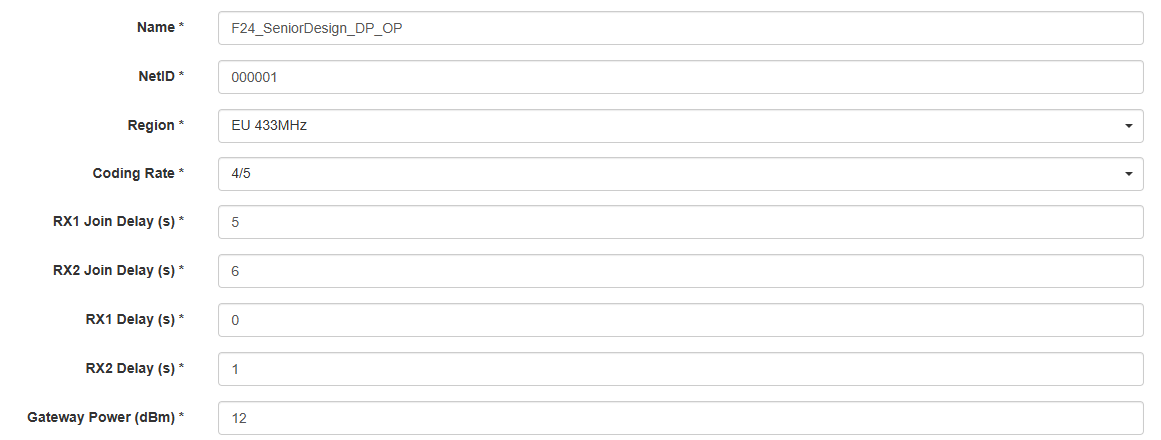 Name * F24_SeniorDesign_DP_OP
NetID * 000001
Region * EU 433MHz
Coding Rate * 4/5
RX1 Join Delay (s) * 5
RX2 Join Delay (s) * 6
RX1 Delay (s) * 0
RX2 Delay (s) * 1
Gateway Power (dBm) * 12